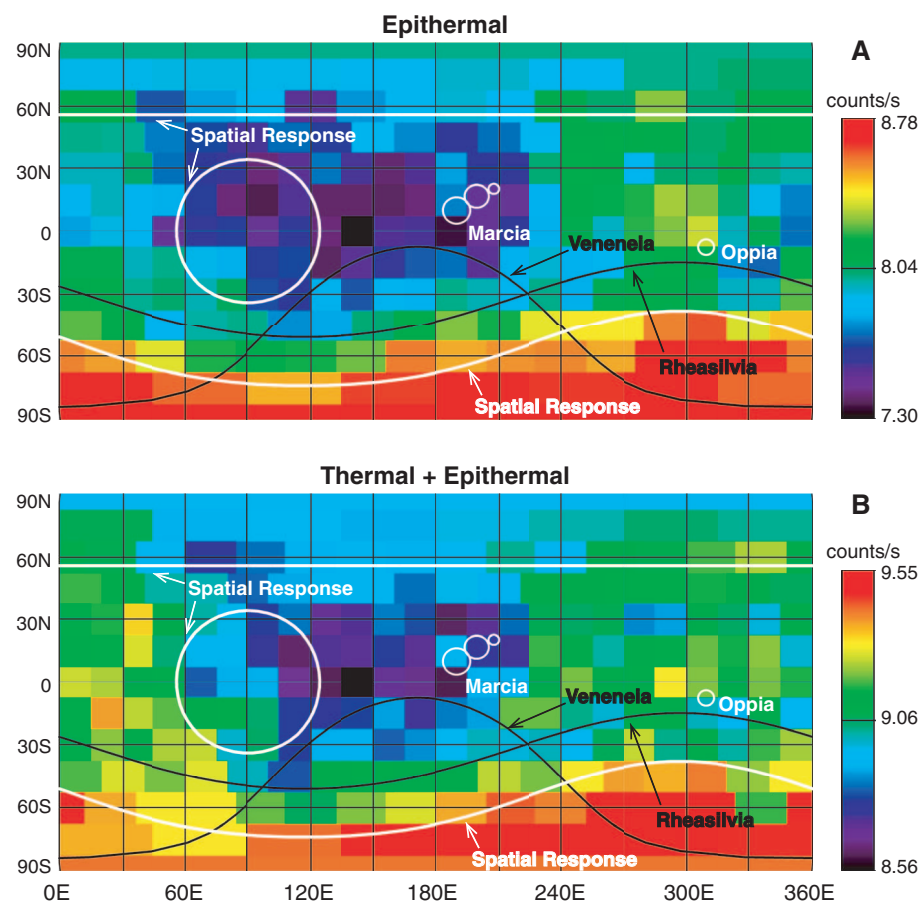 Epithermal
A
counts/s
8.78
8.04
7.30
90N
60N
30N
0
30S
60S
90S
Spatial Response
Marcia
Veneneia
Oppia
Rheasilvia
Spatial Response
Thermal + Epithermal
B
counts/s
9.55
9.06
8.56
90N
60N
30N
0
30S
60S
90S
Spatial Response
Marcia
Veneneia
Oppia
Rheasilvia
Spatial Response
0E
60E
120E
180E
240E
300E
360E